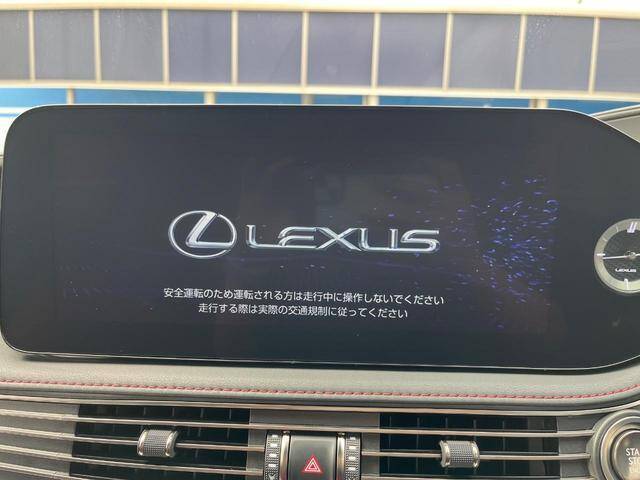 LEXUS
安全運転のため運転される方は走行中に操作しないでください
走行する際は実際の交通規制に従ってください
LEXUS